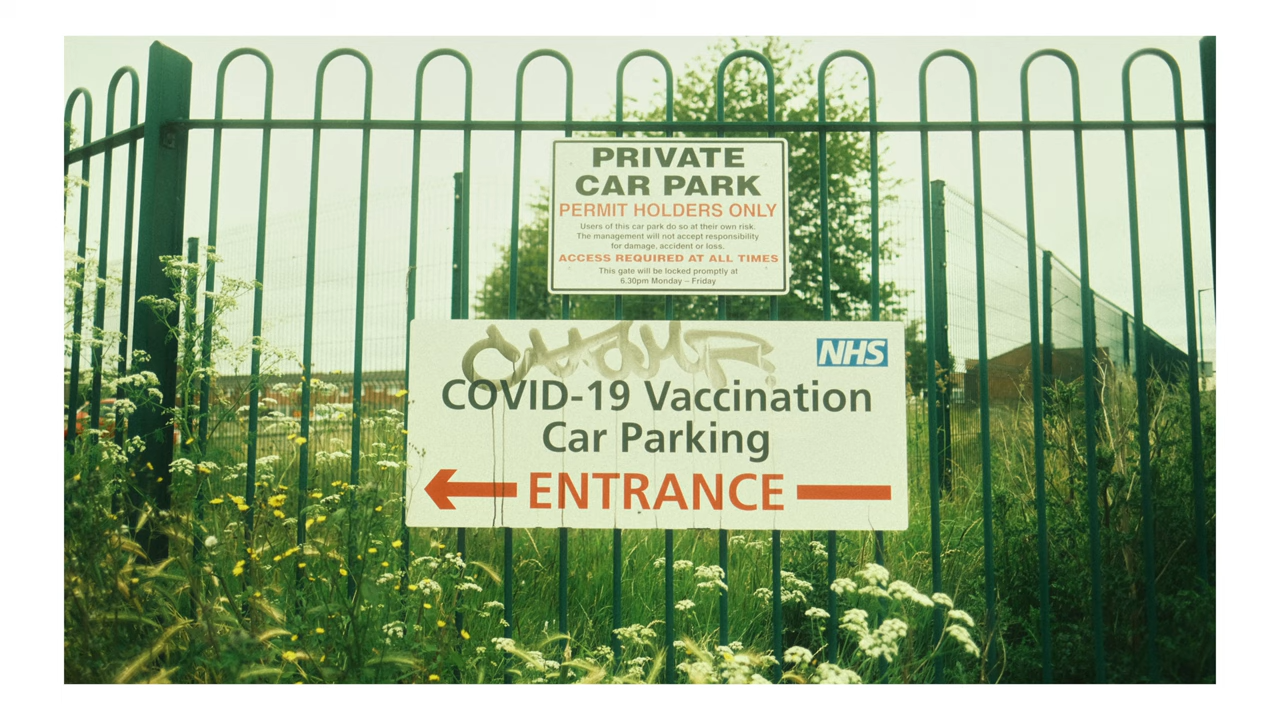 PRIVATE
CAR PARK
PERMIT HOLDERS ONLY
Users of this car park do so at their own risk.
The management will not accept responsibility
for damage, accident or loss.
ACCESS REQUIRED AT ALL TIMES
This gate will be locked promptly at
6.30pm Monday – Friday
NHS
COVID-19 Vaccination
Car Parking
ENTRANCE